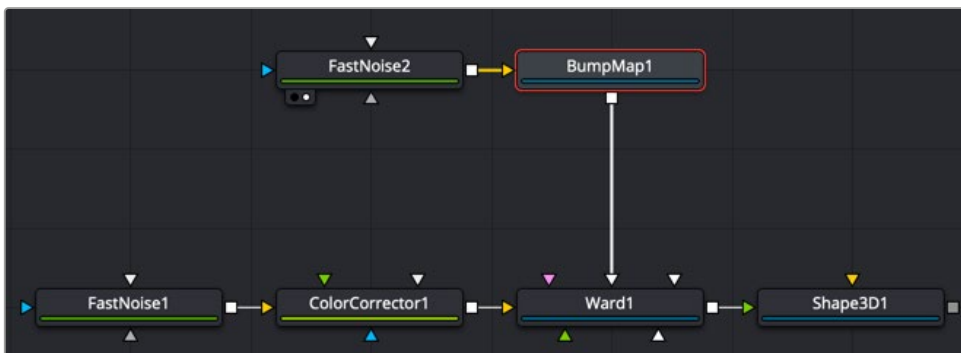 FastNoise2
BumpMap1
FastNoise1
ColorCorrector1
Ward1
Shape3D1